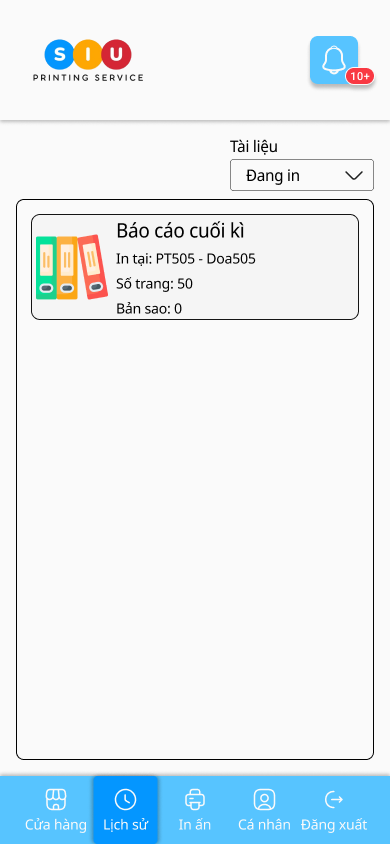 SIU
PRINTING SERVICE
10+
Tài liệu
Đang in
Báo cáo cuối kì
In tại: PT505 - Doa505
Số trang: 50
Bản sao: 0
Cửa hàng
Lịch sử
In ấn
Cá nhân
Đăng xuất